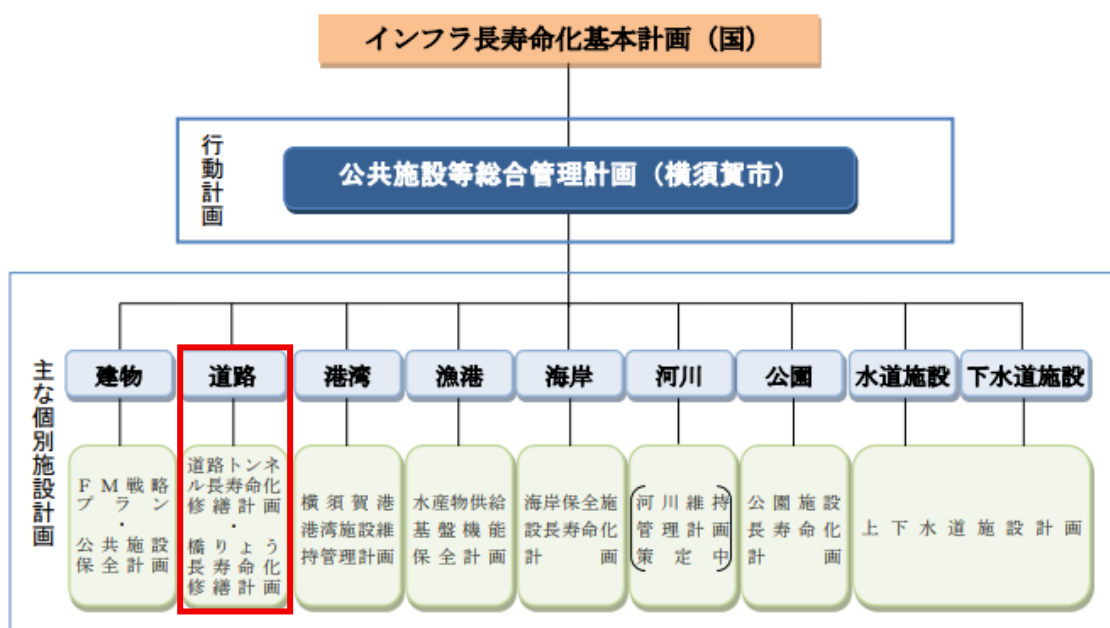 インフラ長寿命化基本計画（国）
行動計画
公共施設等総合管理計画（横須賀市）
主な個別施設計画
建物
道路
港湾
漁港
海岸
河川
公園
水道施設
下水道施設
ＦＭ戦略
プラン
・
公共施設
保全計画
道路トンネ
ル長寿命化
修繕計画
・
橋りょう
長寿命化
修繕計画
横須賀港
港湾施設維
持管理計画
水産物供給
基盤機能
保全計画
海岸保全施
設長寿命化
計画
河川維持
管理計画
策定中
公園施設
長寿命化
計画
上下水道施設計画